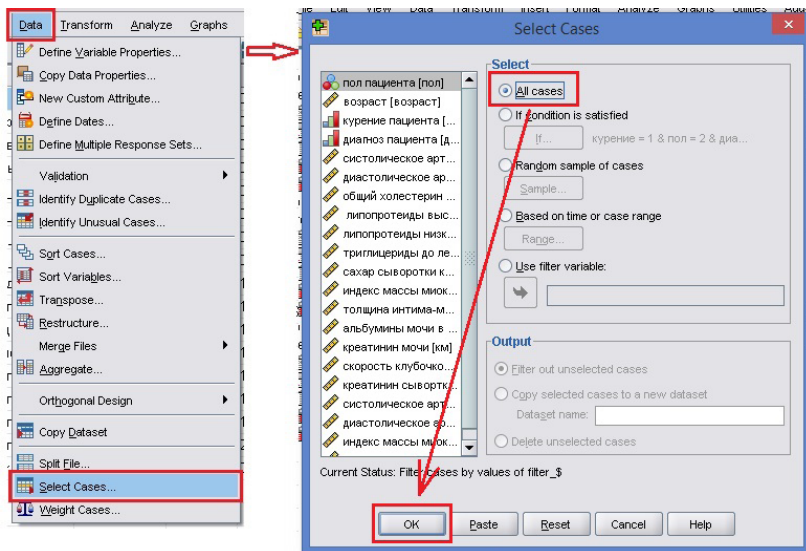 Data Transform Analyze Graphs
Define Variable Properties...
Copy Data Properties...
New Custom Attribute...
Define Dates...
Define Multiple Response Sets...
Validation
Identify Duplicate Cases...
Identify Unusual Cases...
Sort Cases...
Sort Variables...
Transpose...
Restructure...
Merge Files
Aggregate...
Orthogonal Design
Copy Dataset
Split File...
Select Cases...
Weight Cases...
Select Cases
пол пациента [пол]
возраст [возраст]
курение пациента [...
диагноз пациента [д...
систолическое арт...
диастолическое ар...
общий холестерин ...
липопротеиды выс...
липопротеиды низк...
триглицериды до ле...
сахар сыворотки к...
индекс массы миок...
толщина интима-м...
альбумины мочи в ...
креатинин мочи [км]
скорость клубочко...
креатинин сывортк...
систолическое арт...
диастолическое ар...
индекс массы миок...
Select
All cases
If condition is satisfied
If... курение = 1 & пол = 2 & диа...
Random sample of cases
Sample...
Based on time or case range
Range...
Use filter variable:
Output
Filter out unselected cases
Copy selected cases to a new dataset
Dataset name:
Delete unselected cases
Current Status: Filter cases by values of filter_$
OK Paste Reset Cancel Help